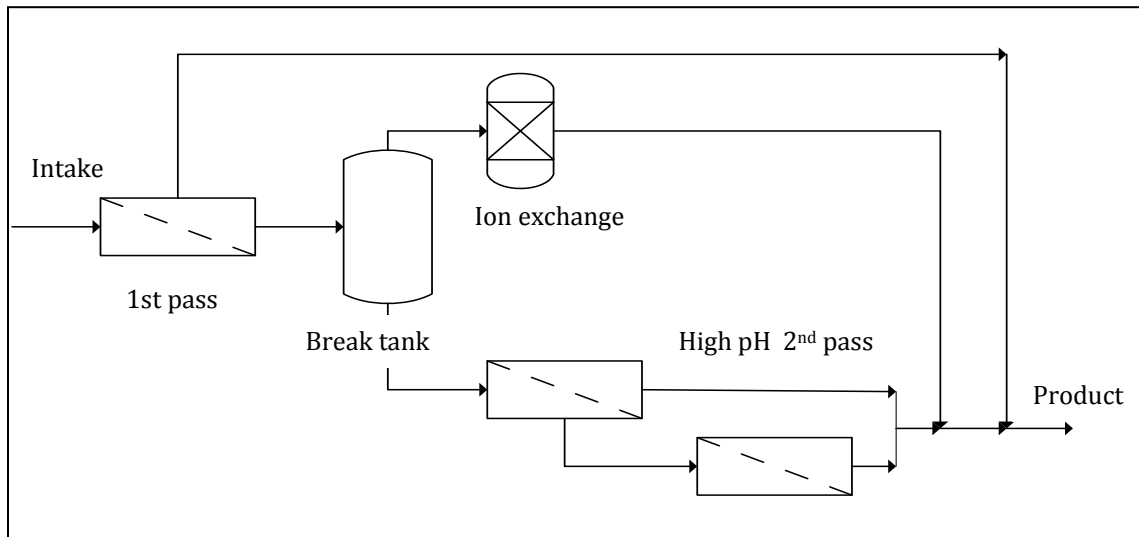 Intake
Ion exchange
1st pass
Break tank
High pH 2nd pass
Product